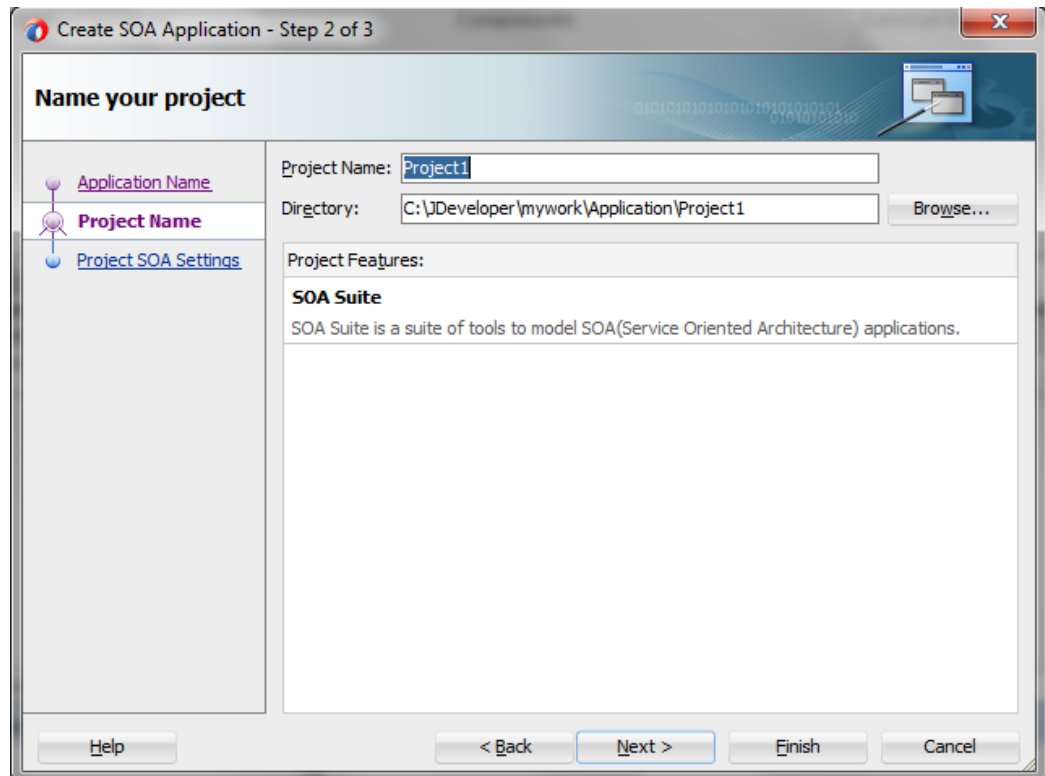 Create SOA Application - Step 2 of 3
Name your project
Application Name
Project Name
Project SOA Settings
Project Name: Project1
Directory: C:\JDeveloper\mywork\Application\Project1 Browse...
Project Features:
SOA Suite
SOA Suite is a suite of tools to model SOA(Service Oriented Architecture) applications.
Help < Back Next > Finish Cancel